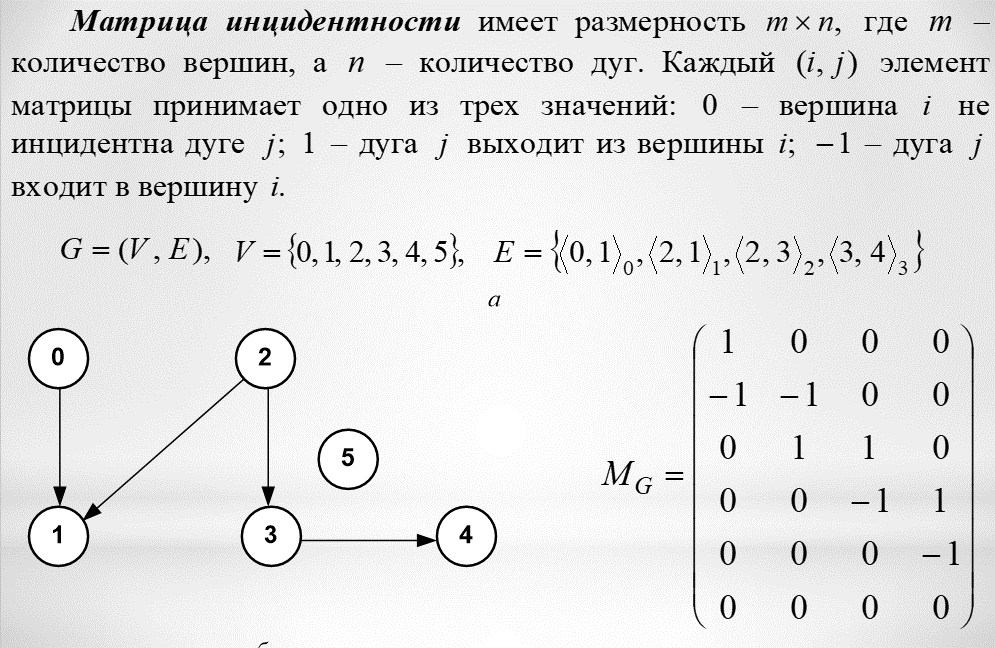 Матрица инцидентности имеет размерность m × n, где m –
количество вершин, а n – количество дуг. Каждый (i, j) элемент
матрицы принимает одно из трех значений: 0 – вершина i не
инцидентна дуге j; 1 – дуга j выходит из вершины i; −1 – дуга j
входит в вершину i.
G = (V, E), V = {0, 1, 2, 3, 4, 5}, E = {⟨0, 1⟩₀, ⟨2, 1⟩₁, ⟨2, 3⟩₂, ⟨3, 4⟩₃}
а
0 2
5
1 3 4
M_G =
1 0 0 0
−1 −1 0 0
0 1 1 0
0 0 −1 1
0 0 0 −1
0 0 0 0